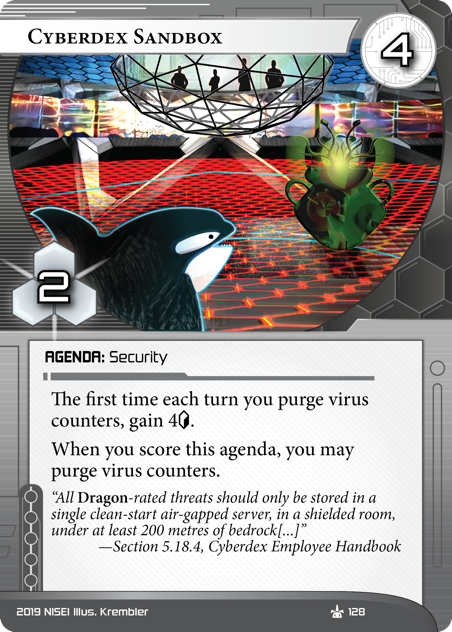 Cyberdex Sandbox
4
2
AGENDA: Security
The first time each turn you purge virus
counters, gain 4.
When you score this agenda, you may
purge virus counters.
“All Dragon-rated threats should only be stored in a
single clean-start air-gapped server, in a shielded room,
under at least 200 metres of bedrock[...]”
—Section 5.18.4, Cyberdex Employee Handbook
2019 NISEI Illus. Krembler
128